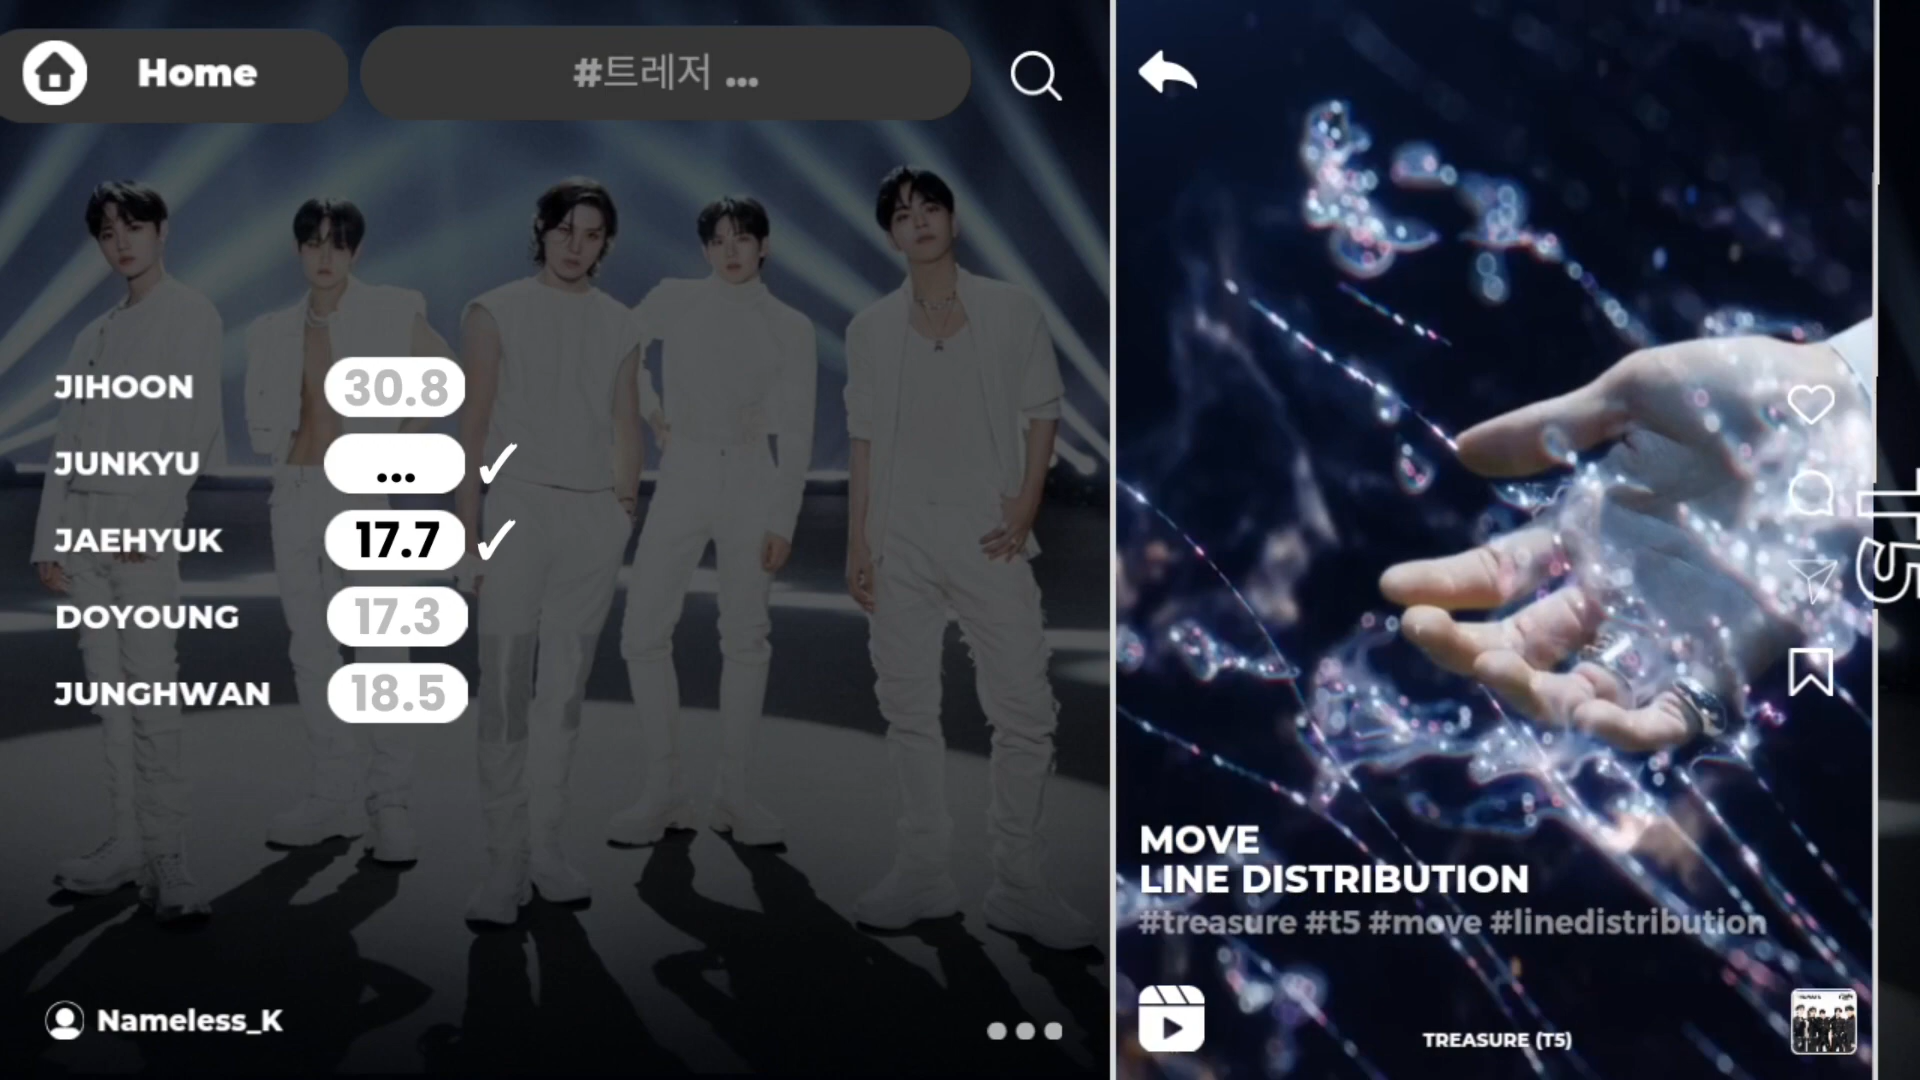 Home
#트레저 ...
JIHOON 30.8
JUNKYU ... ✓
JAEHYUK 17.7 ✓
DOYOUNG 17.3
JUNGHWAN 18.5
Nameless_K
T5
MOVE
LINE DISTRIBUTION
#treasure #t5 #move #linedistribution
TREASURE (T5)